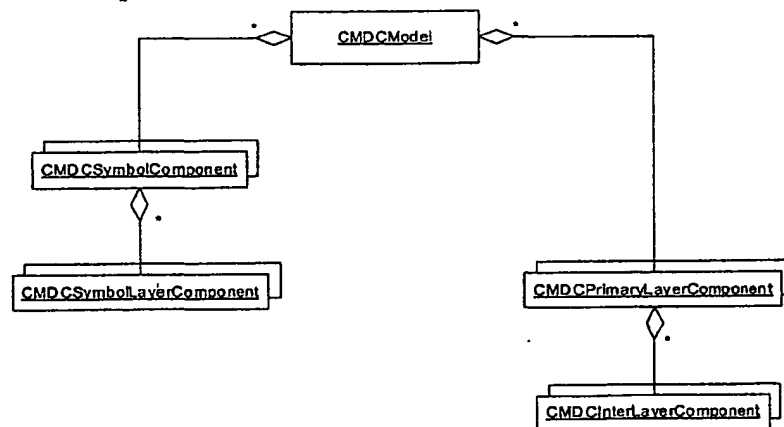 * CMDCModel *
CMDCSymbolComponent
*
CMDCSymbolLayerComponent
CMDCPrimaryLayerComponent
*
CMDCInterLayerComponent